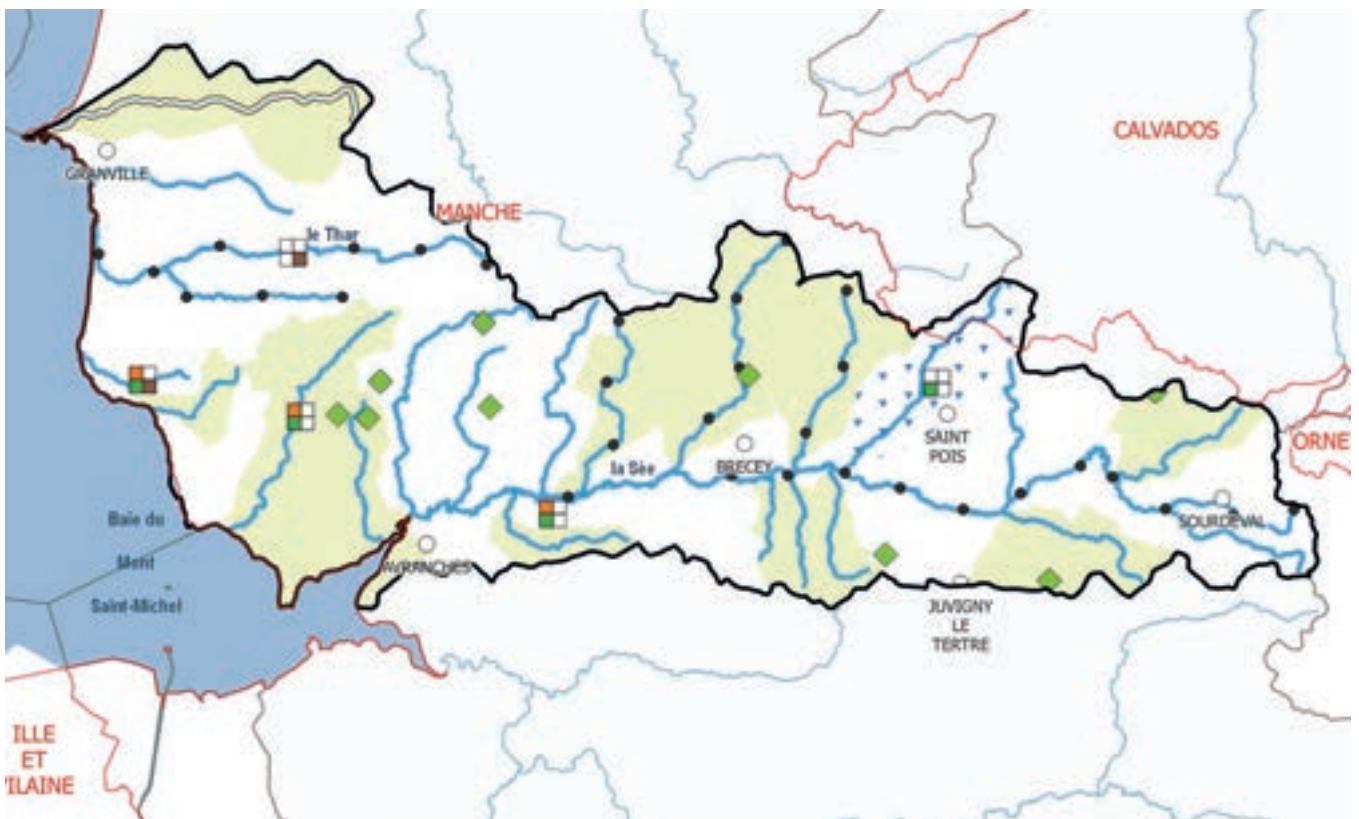 CALVADOS
GRANVILLE
MANCHE
le Thar
SAINT
POIS
ORNE
la Sée
BRECEY
SOURDEVAL
Baie du
Mont
Saint-Michel
AVRANCHES
JUVIGNY
LE
TERTRE
ILLE
ET
VILAINE